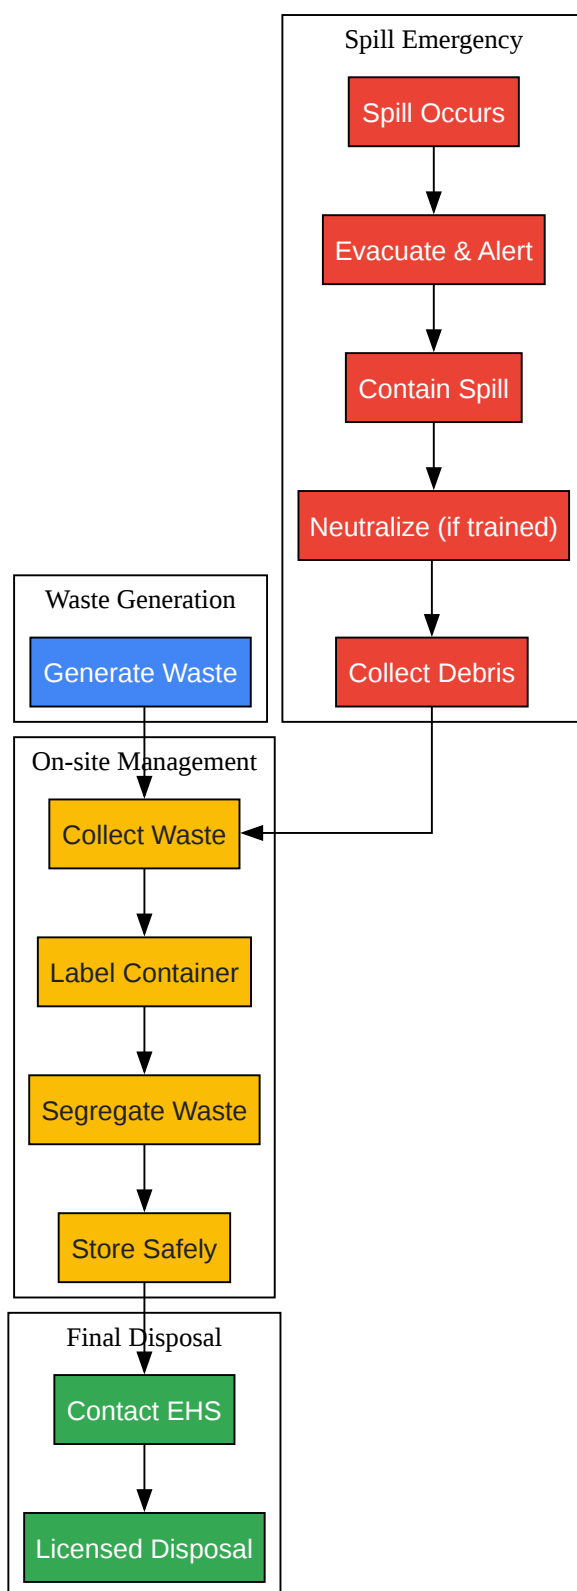 Spill Emergency
Spill Occurs
Evacuate & Alert
Contain Spill
Neutralize (if trained)
Collect Debris
Waste Generation
Generate Waste
On-site Management
Collect Waste
Label Container
Segregate Waste
Store Safely
Final Disposal
Contact EHS
Licensed Disposal